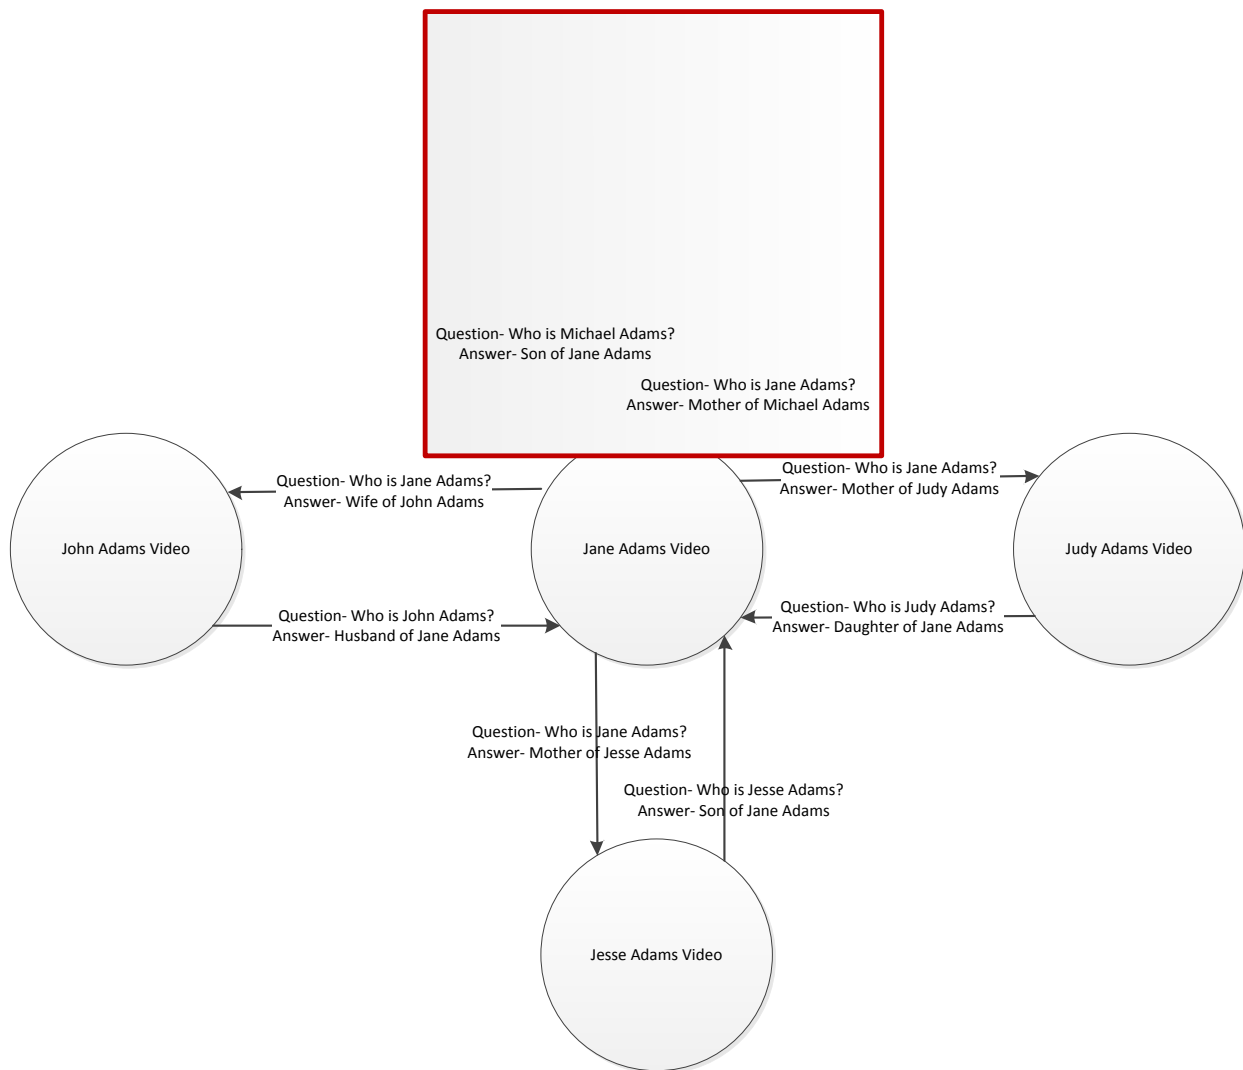 Question- Who is Michael Adams?
Answer- Son of Jane Adams
Question- Who is Jane Adams?
Answer- Mother of Michael Adams
Question- Who is Jane Adams?
Answer- Wife of John Adams
Question- Who is Jane Adams?
Answer- Mother of Judy Adams
John Adams Video
Jane Adams Video
Judy Adams Video
Question- Who is John Adams?
Answer- Husband of Jane Adams
Question- Who is Judy Adams?
Answer- Daughter of Jane Adams
Question- Who is Jane Adams?
Answer- Mother of Jesse Adams
Question- Who is Jesse Adams?
Answer- Son of Jane Adams
Jesse Adams Video